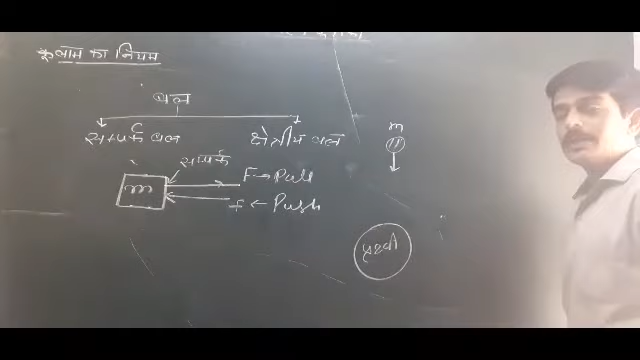 कूलाम का नियम
बल
सम्पर्क बल
क्षेत्रीय बल
m
सम्पर्क
F → Pull
m
F ← Push
पृथ्वी